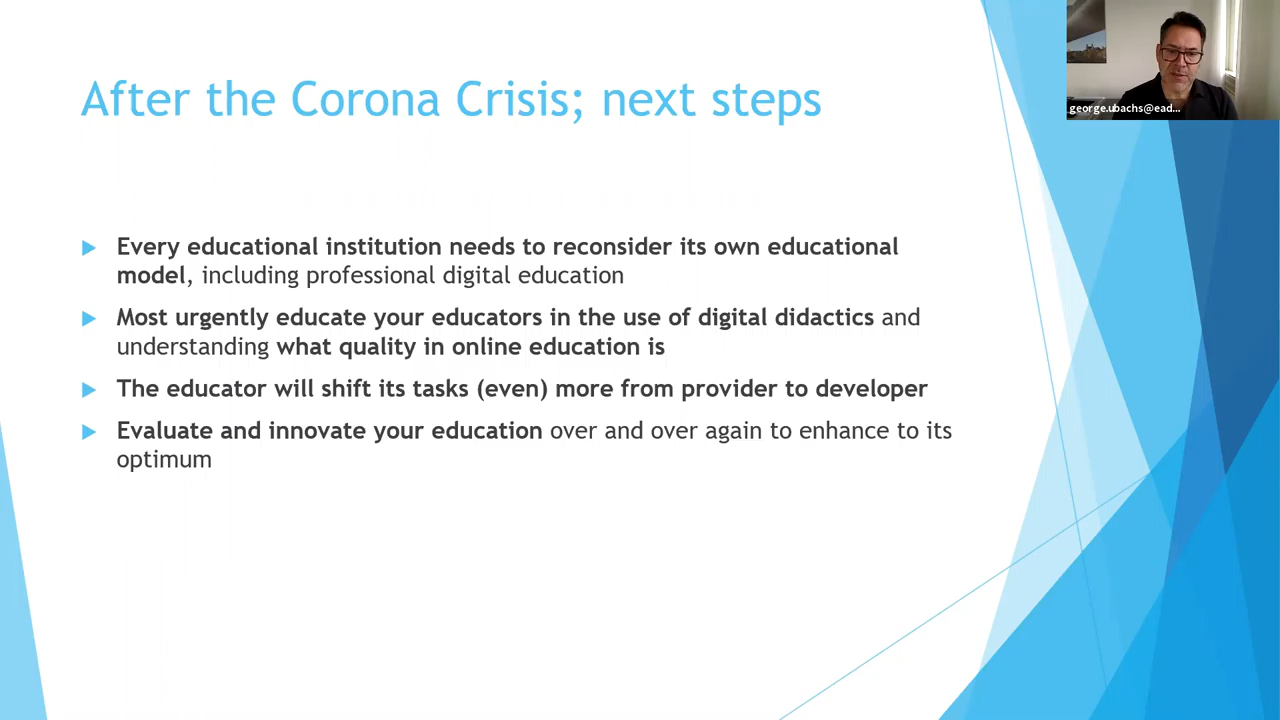 After the Corona Crisis; next steps
george.ubachs@ead...
Every educational institution needs to reconsider its own educational
model, including professional digital education
Most urgently educate your educators in the use of digital didactics and
understanding what quality in online education is
The educator will shift its tasks (even) more from provider to developer
Evaluate and innovate your education over and over again to enhance to its
optimum